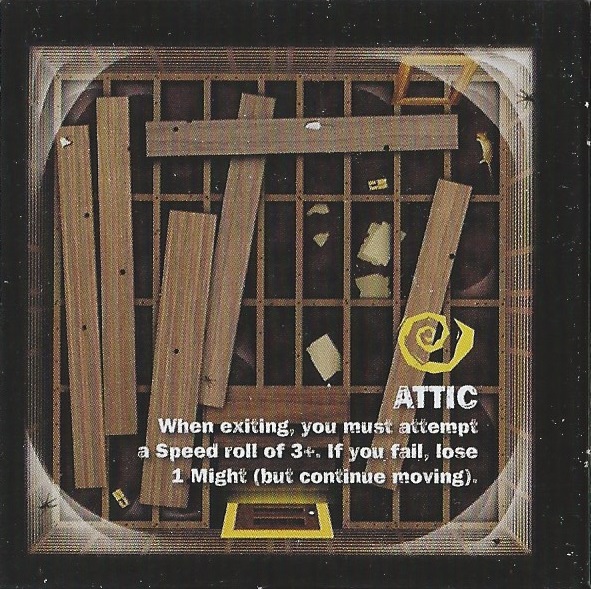 ATTIC
When exiting, you must attempt
a Speed roll of 3+. If you fail, lose
1 Might (but continue moving).